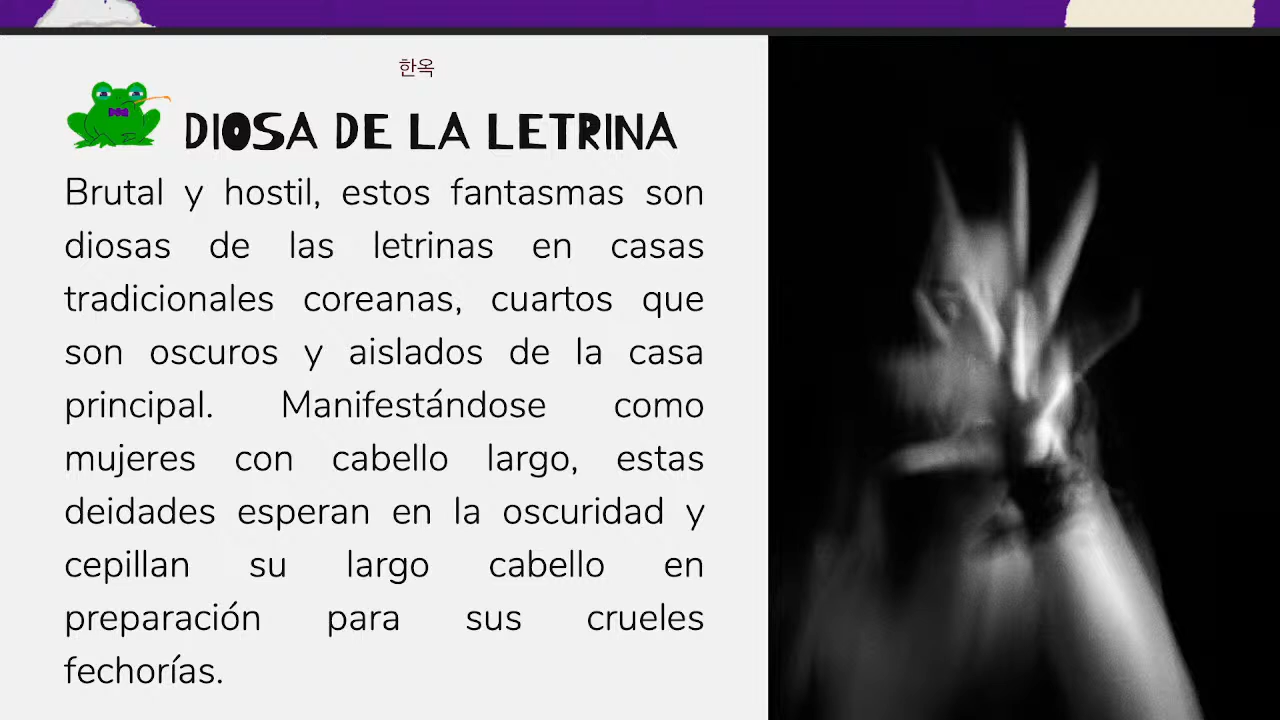 한옥
DIOSA DE LA LETRINA
Brutal y hostil, estos fantasmas son
diosas de las letrinas en casas
tradicionales coreanas, cuartos que
son oscuros y aislados de la casa
principal. Manifestándose como
mujeres con cabello largo, estas
deidades esperan en la oscuridad y
cepillan su largo cabello en
preparación para sus crueles
fechorías.